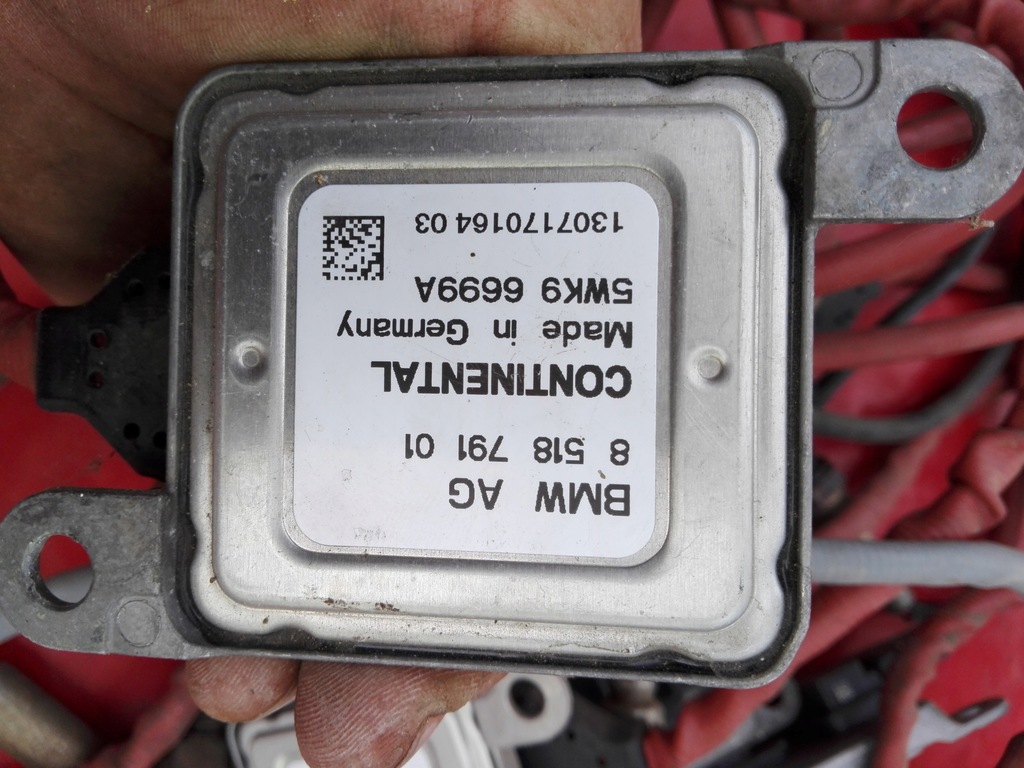 BMW AG
8 518 791 01
CONTINENTAL
Made in Germany
5WK9 6699A
1307170164 03